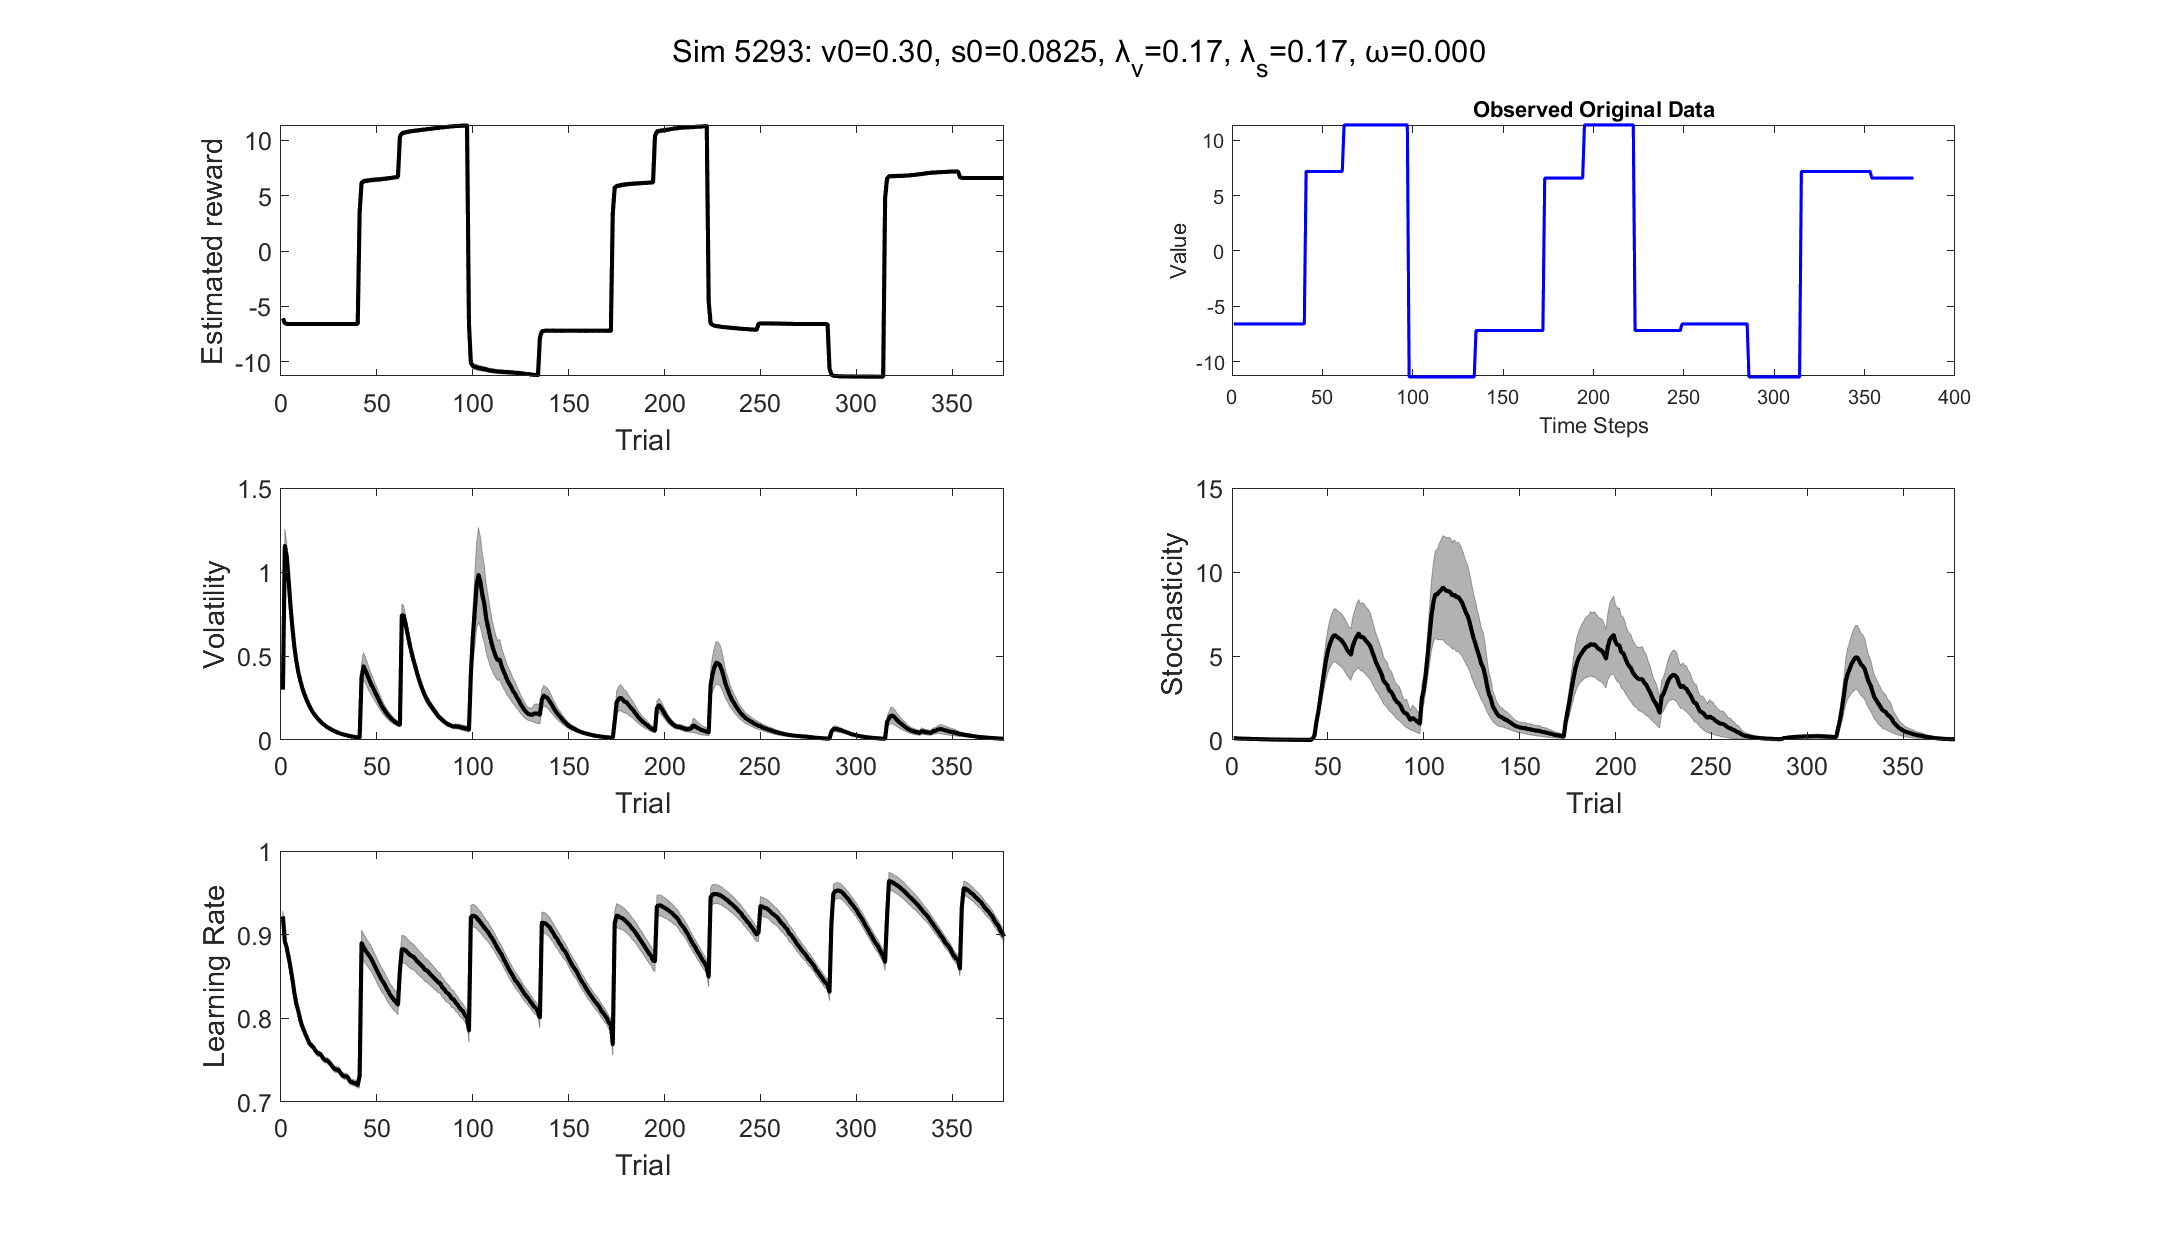 Sim 5293: v0=0.30, s0=0.0825, λv=0.17, λs=0.17, ω=0.000
Estimated reward
10
5
0
-5
-10
0 50 100 150 200 250 300 350
Trial
Observed Original Data
Value
10
5
0
-5
-10
0 50 100 150 200 250 300 350 400
Time Steps
Volatility
1.5
1
0.5
0
0 50 100 150 200 250 300 350
Trial
Stochasticity
15
10
5
0
0 50 100 150 200 250 300 350
Trial
Learning Rate
1
0.9
0.8
0.7
0 50 100 150 200 250 300 350
Trial